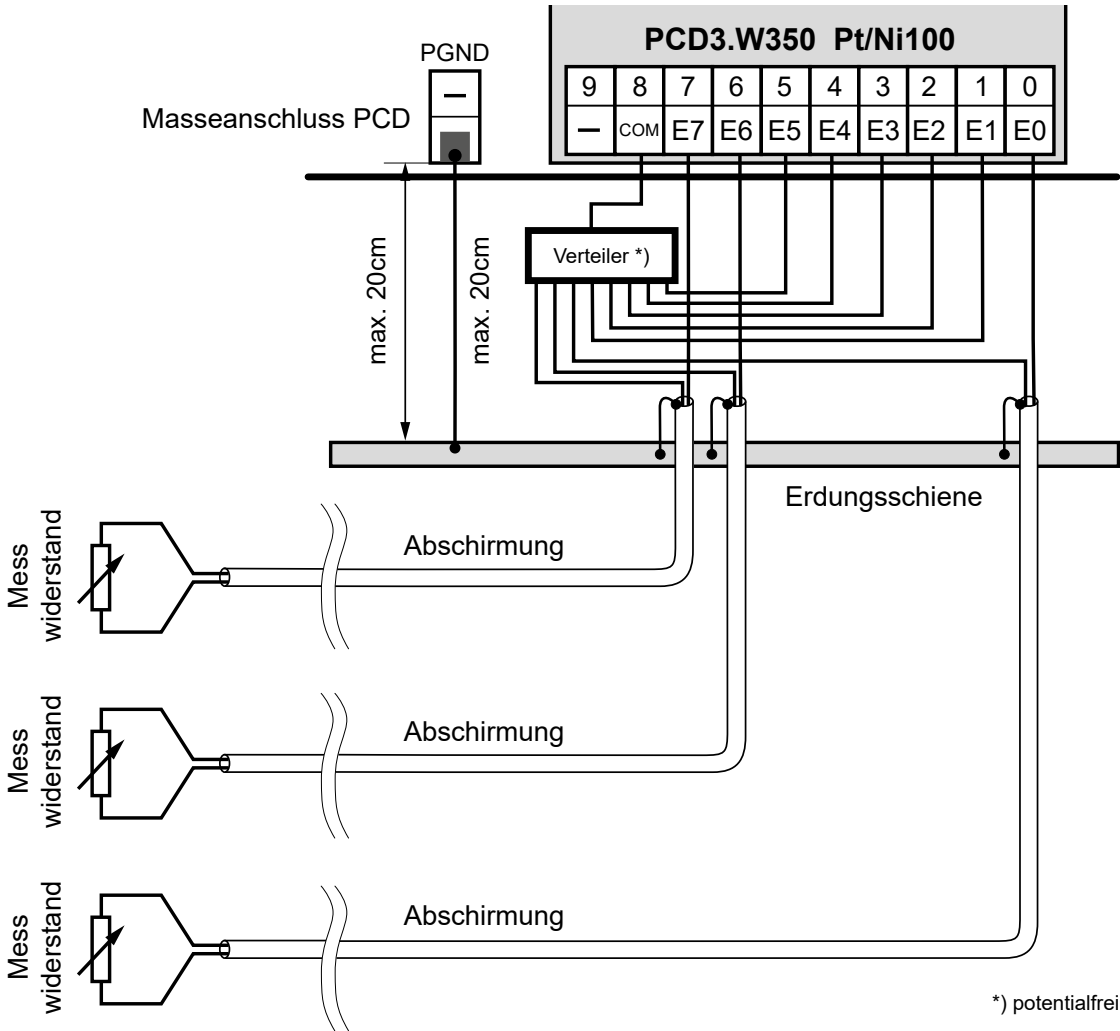 PCD3.W350 Pt/Ni100
PGND
–
9 8 7 6 5 4 3 2 1 0
– COM E7 E6 E5 E4 E3 E2 E1 E0
Masseanschluss PCD
Verteiler *)
max. 20cm
max. 20cm
Erdungsschiene
Mess
widerstand
Abschirmung
Mess
widerstand
Abschirmung
Mess
widerstand
Abschirmung
*) potentialfrei